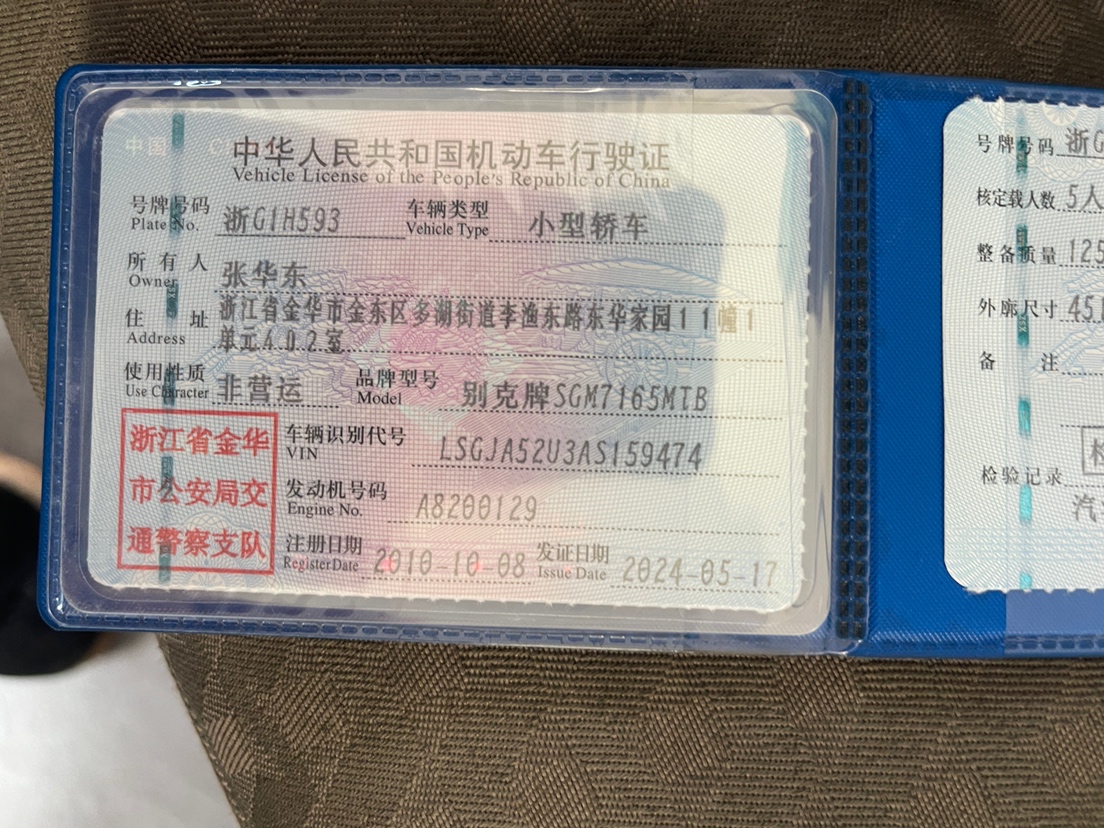 中国
中华人民共和国机动车行驶证
Vehicle License of the People's Republic of China
号牌号码 浙G1H593 车辆类型 小型轿车
Plate No. Vehicle Type
所有人 张华东
Owner
住址 浙江省金华市金东区多湖街道李渔东路东华家园11幢1
Address 单元402室
使用性质 非营运 品牌型号 别克牌SGM7165MTB
Use Character Model
浙江省金华
市公安局交
通警察支队
车辆识别代号 LSGJA52U3AS159474
VIN
发动机号码 A8200129
Engine No.
注册日期 2010-10-08 发证日期 2024-05-17
Register Date Issue Date
号牌号码 浙G
核定载人数 5人
整备质量 125
外廓尺寸 45
备注
检验记录
汽